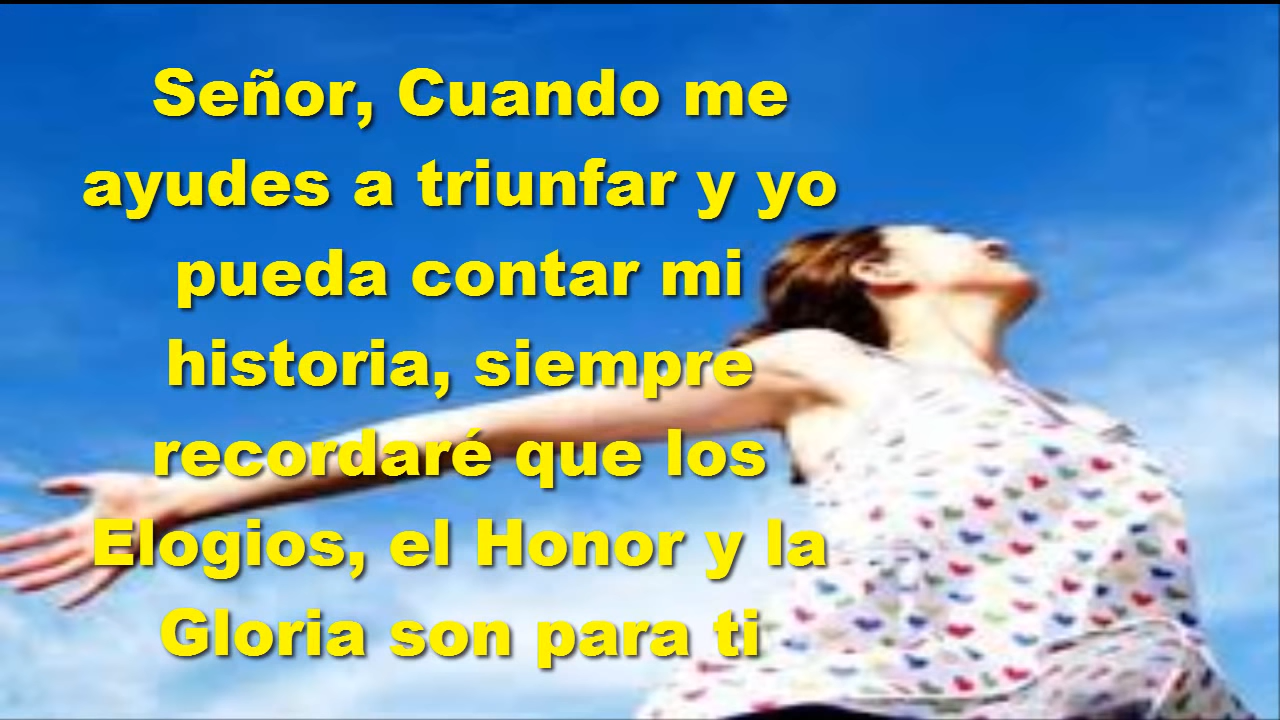 Señor, Cuando me
ayudes a triunfar y yo
pueda contar mi
historia, siempre
recordaré que los
Elogios, el Honor y la
Gloria son para ti